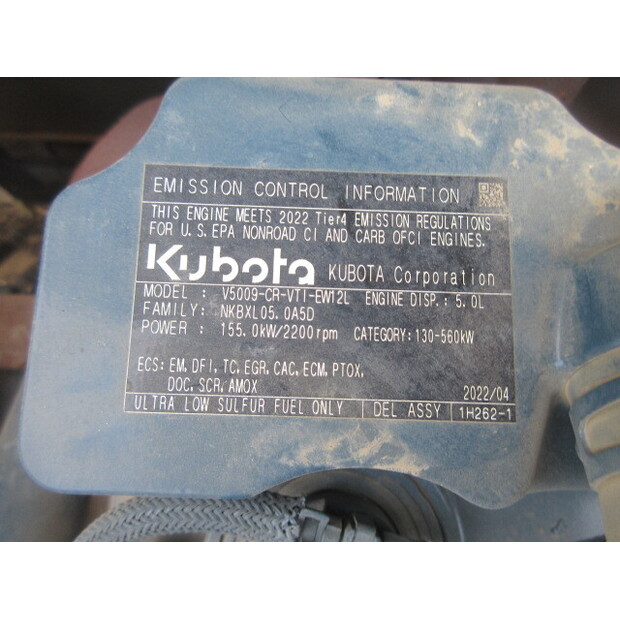 EMISSION CONTROL INFORMATION
THIS ENGINE MEETS 2022 Tier4 EMISSION REGULATIONS
FOR U.S.EPA NONROAD CI AND CARB OFCI ENGINES.
Kubota KUBOTA Corporation
MODEL : V5009-CR-VTI-EW12L ENGINE DISP.: 5.0L
FAMILY: NKBXL05.0A5D
POWER : 155.0kW/2200rpm CATEGORY:130-560kW
ECS: EM, DFI, TC, EGR, CAC, ECM, PTOX,
DOC, SCR, AMOX
2022/04
ULTRA LOW SULFUR FUEL ONLY DEL ASSY 1H262-1